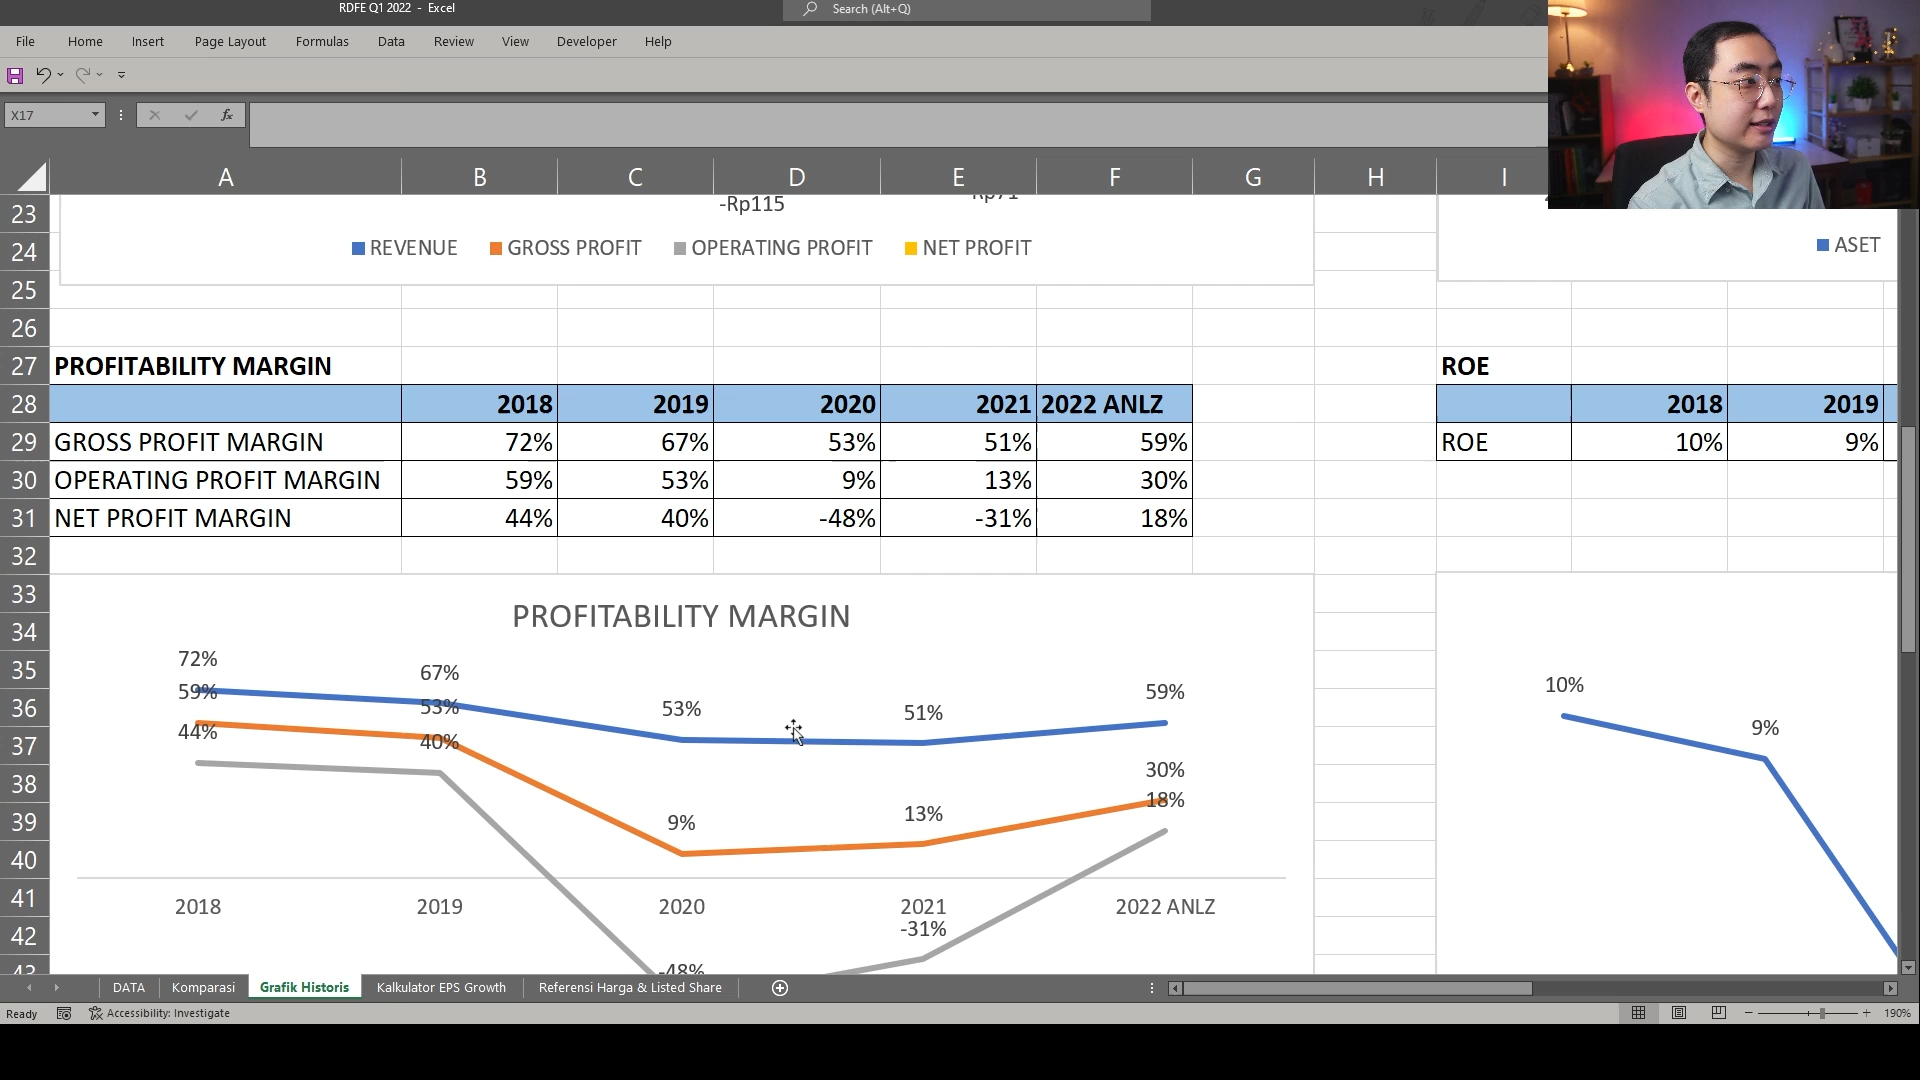 RDFE Q1 2022 - Excel
Search (Alt+Q)
File Home Insert Page Layout Formulas Data Review View Developer Help
X17
fx
A B C D E F G H I
23 -Rp115 -Rp71
24 REVENUE GROSS PROFIT OPERATING PROFIT NET PROFIT ASET
25
26
27 PROFITABILITY MARGIN ROE
28 2018 2019 2020 2021 2022 ANLZ 2018 2019
29 GROSS PROFIT MARGIN 72% 67% 53% 51% 59% ROE 10% 9%
30 OPERATING PROFIT MARGIN 59% 53% 9% 13% 30%
31 NET PROFIT MARGIN 44% 40% -48% -31% 18%
32
33
34
35
36
37
38
39
40
41
42
43
PROFITABILITY MARGIN
72% 67% 53% 51% 59%
59% 53% 9% 13% 30%
44% 40% -48% -31% 18%
2018 2019 2020 2021 2022 ANLZ
10% 9%
DATA Komparasi Grafik Historis Kalkulator EPS Growth Referensi Harga & Listed Share
Ready Accessibility: Investigate 190%